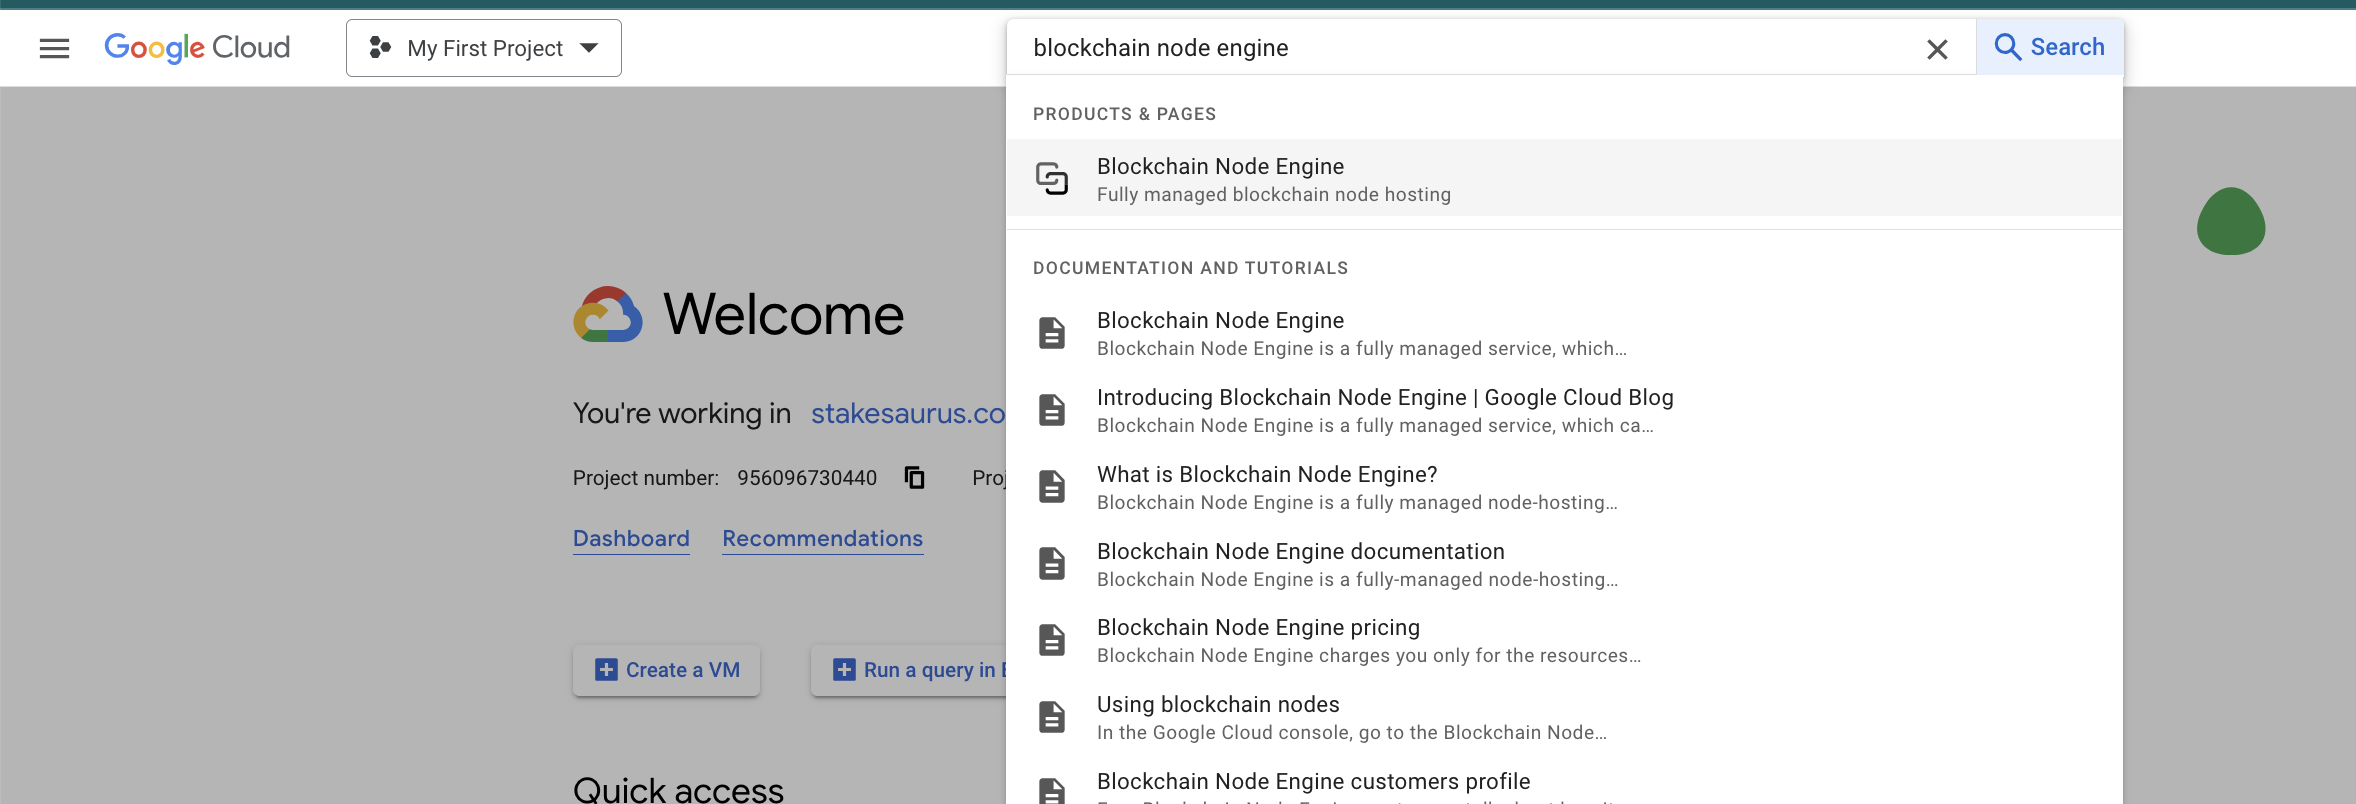 Google Cloud
My First Project
blockchain node engine
Search
PRODUCTS & PAGES
Blockchain Node Engine
Fully managed blockchain node hosting
DOCUMENTATION AND TUTORIALS
Blockchain Node Engine
Blockchain Node Engine is a fully managed service, which…
Introducing Blockchain Node Engine | Google Cloud Blog
Blockchain Node Engine is a fully managed service, which ca…
What is Blockchain Node Engine?
Blockchain Node Engine is a fully managed node-hosting…
Blockchain Node Engine documentation
Blockchain Node Engine is a fully-managed node-hosting…
Blockchain Node Engine pricing
Blockchain Node Engine charges you only for the resources…
Using blockchain nodes
In the Google Cloud console, go to the Blockchain Node…
Blockchain Node Engine customers profile
Welcome
You're working in stakesaurus.co
Project number: 956096730440 Proj
Dashboard Recommendations
Create a VM
Run a query in
Quick access